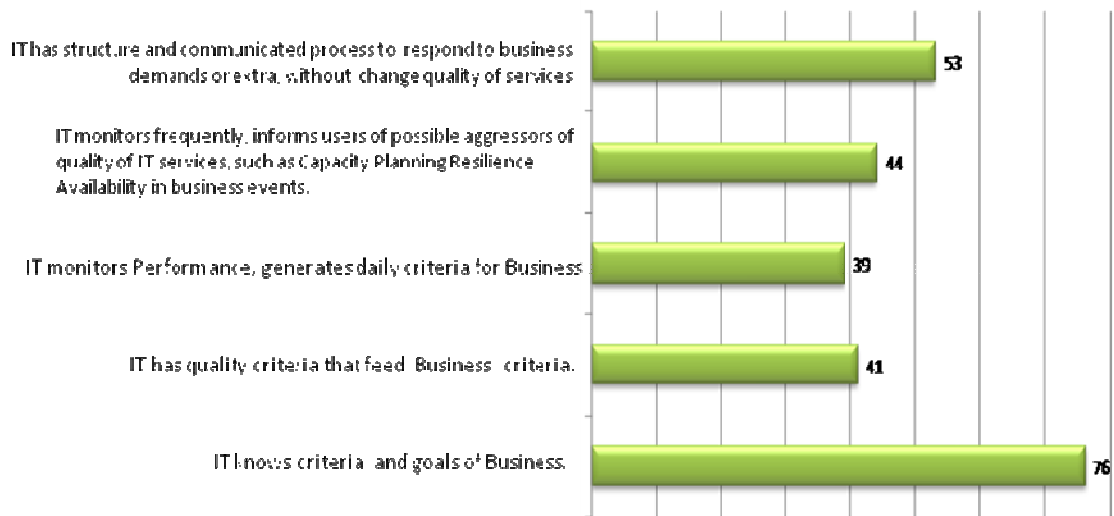 IT has structure and communicated process to respond to business
demands or extra, without change quality of services
53
IT monitors frequently, informs users of possible aggressors of
quality of IT services, such as Capacity Planning Resilience
Availability in business events.
44
IT monitors Performance, generates daily criteria for Business
39
IT has quality criteria that feed Business criteria.
41
IT knows criteria and goals of Business.
76